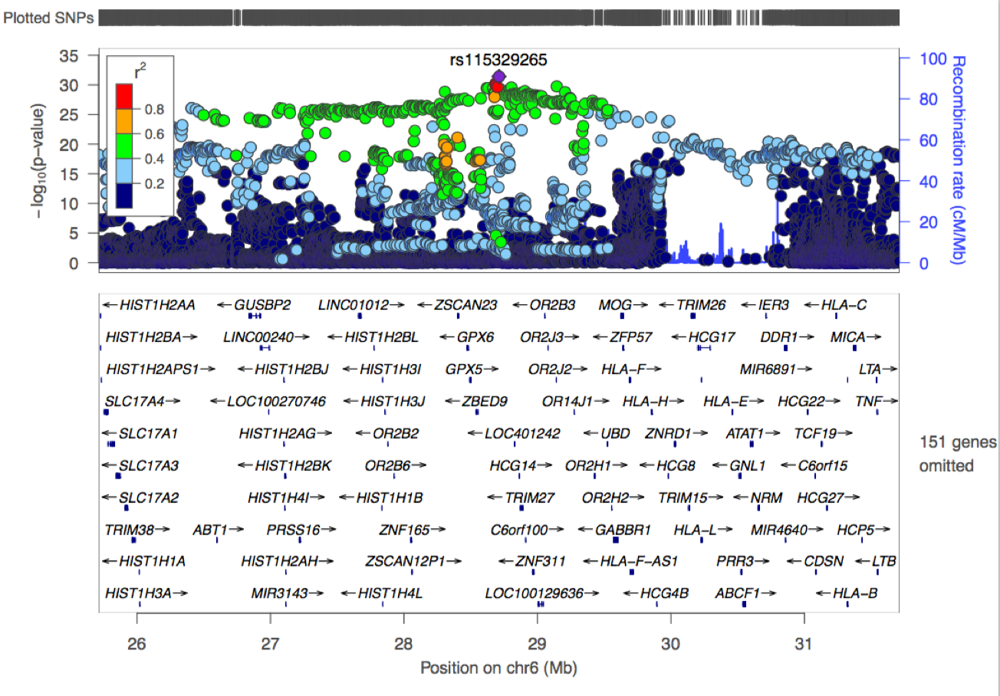 Plotted SNPs
rs115329265
r2
0.8
0.6
0.4
0.2
35
30
25
20
15
10
5
0
−log10(p−value)
100
80
60
40
20
0
Recombination rate (cM/Mb)
←HIST1H2AA ←GUSBP2 LINC01012→ ←ZSCAN23 ←OR2B3 MOG→ ←TRIM26 ←IER3 ←HLA−C
HIST1H2BA→ LINC00240→ ←HIST1H2BL ←GPX6 OR2J3→ ←ZFP57 ←HCG17 DDR1→ MICA→
HIST1H2APS1→ ←HIST1H2BJ ←HIST1H3I GPX5→ OR2J2→ HLA−F→ MIR6891→ LTA→
SLC17A4→ ←LOC100270746 ←HIST1H3J ←ZBED9 OR14J1→ HLA−H→ HLA−E→ HCG22→ TNF→
←SLC17A1 HIST1H2AG→ ←OR2B2 ←LOC401242 ←UBD ZNRD1→ ATAT1→ TCF19→
←SLC17A3 ←HIST1H2BK OR2B6→ HCG14→ OR2H1→ ←HCG8 ←GNL1 ←C6orf15
←SLC17A2 HIST1H4I→ ←HIST1H1B ←TRIM27 OR2H2→ TRIM15→ ←NRM HCG27→
TRIM38→ ABT1→ PRSS16→ ZNF165→ C6orf100→ ←GABBR1 HLA−L→ MIR4640→ HCP5→
←HIST1H1A HIST1H2AH→ ZSCAN12P1→ ←ZNF311 ←HLA−F−AS1 PRR3→ ←CDSN ←LTB
HIST1H3A→ MIR3143→ ←HIST1H4L LOC100129636→ ←HCG4B ABCF1→ ←HLA−B
151 genes
omitted
26 27 28 29 30 31
Position on chr6 (Mb)